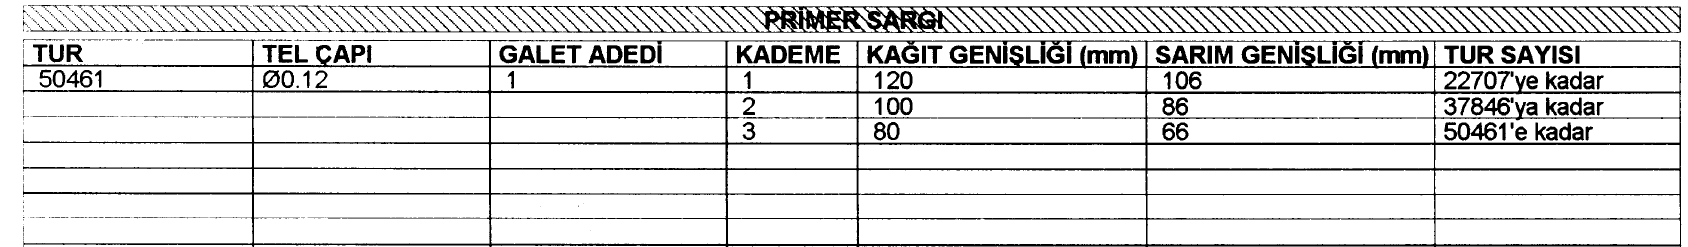 PRİMER SARGI
TUR TEL ÇAPI GALET ADEDİ KADEME KAĞIT GENİŞLİĞİ (mm) SARIM GENİŞLİĞİ (mm) TUR SAYISI
50461 Ø0.12 1 1 120 106 22707'ye kadar
2 100 86 37846'ya kadar
3 80 66 50461'e kadar